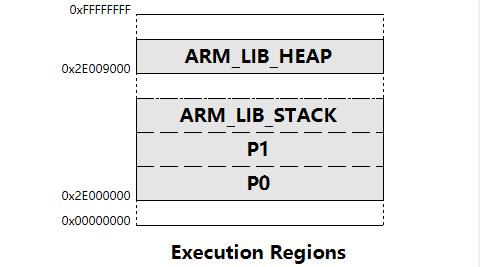 0xFFFFFFFF
ARM_LIB_HEAP
0x2E009000
ARM_LIB_STACK
P1
P0
0x2E000000
0x00000000
Execution Regions